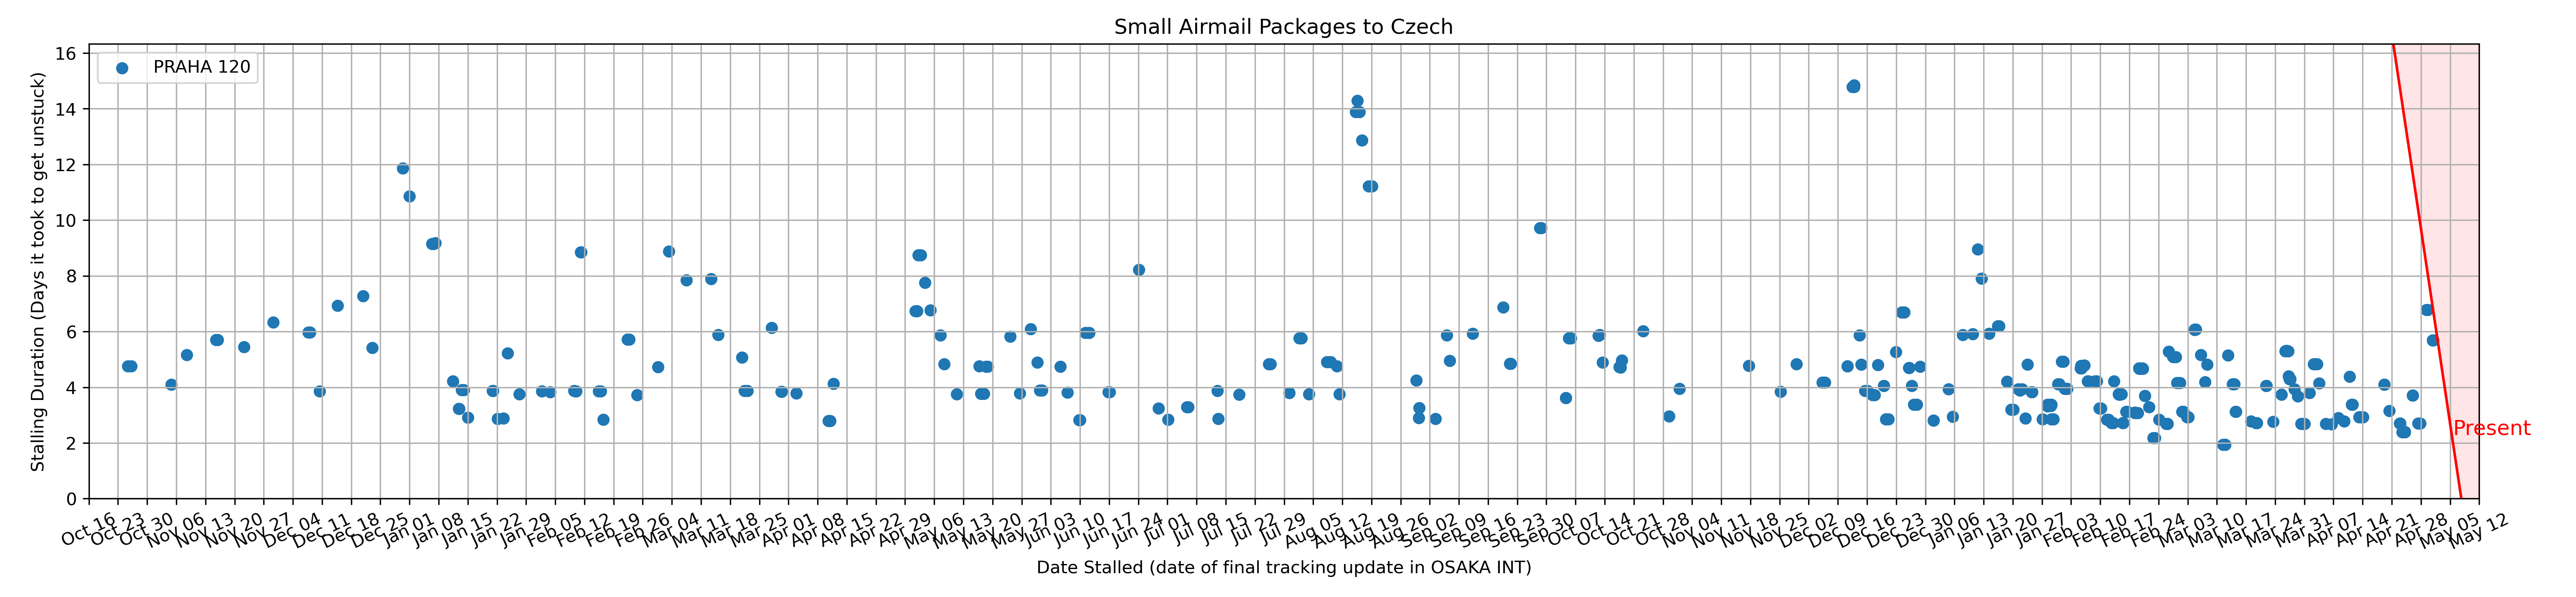 Small Airmail Packages to Czech
PRAHA 120
Stalling Duration (Days it took to get unstuck)
16
14
12
10
8
6
4
2
0
Present
Oct 16
Oct 23
Oct 30
Nov 06
Nov 13
Nov 20
Nov 27
Dec 04
Dec 11
Dec 18
Dec 25
Jan 01
Jan 08
Jan 15
Jan 22
Jan 29
Feb 05
Feb 12
Feb 19
Feb 26
Mar 04
Mar 11
Mar 18
Mar 25
Apr 01
Apr 08
Apr 15
Apr 22
Apr 29
May 06
May 13
May 20
May 27
Jun 03
Jun 10
Jun 17
Jun 24
Jul 01
Jul 08
Jul 15
Jul 22
Jul 29
Aug 05
Aug 12
Aug 19
Aug 26
Sep 02
Sep 09
Sep 16
Sep 23
Sep 30
Oct 07
Oct 14
Oct 21
Oct 28
Nov 04
Nov 11
Nov 18
Nov 25
Dec 02
Dec 09
Dec 16
Dec 23
Dec 30
Jan 06
Jan 13
Jan 20
Jan 27
Feb 03
Feb 10
Feb 17
Feb 24
Mar 03
Mar 10
Mar 17
Mar 24
Mar 31
Apr 07
Apr 14
Apr 21
Apr 28
May 05
May 12
Date Stalled (date of final tracking update in OSAKA INT)